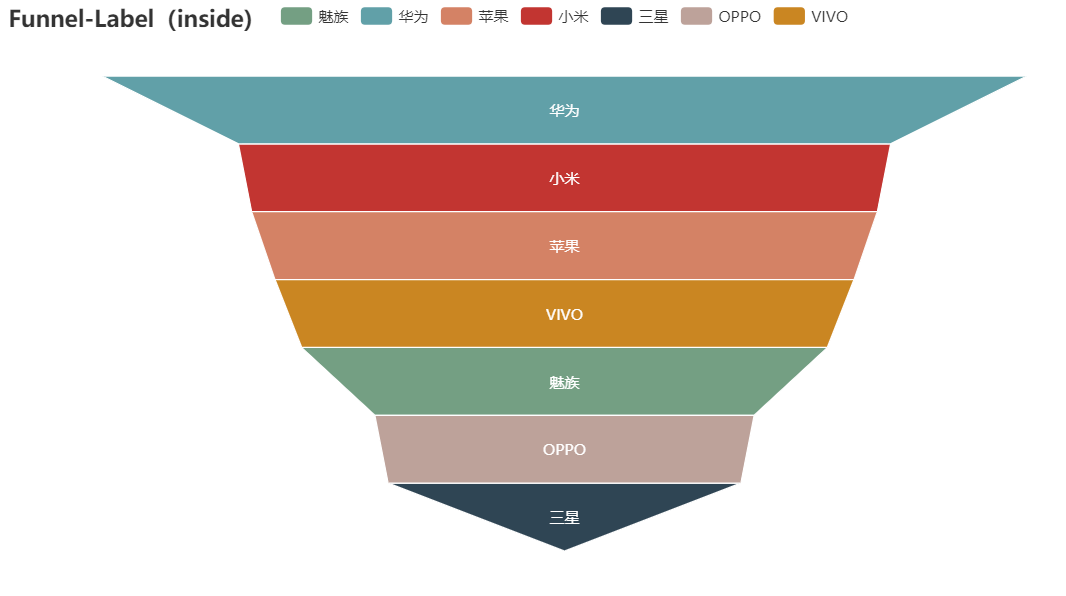 Funnel-Label（inside）
魅族 华为 苹果 小米 三星 OPPO VIVO
华为
小米
苹果
VIVO
魅族
OPPO
三星